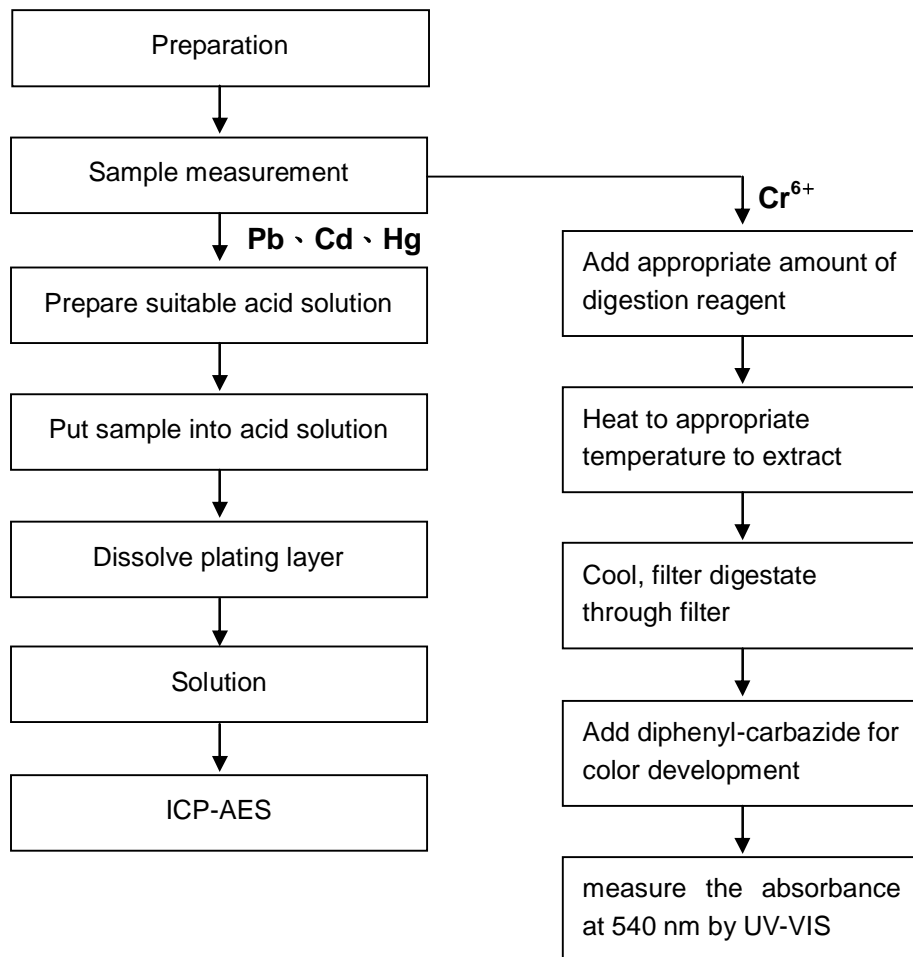 Preparation
Sample measurement
Pb、Cd、Hg
Prepare suitable acid solution
Put sample into acid solution
Dissolve plating layer
Solution
ICP-AES
Cr⁶⁺
Add appropriate amount of
digestion reagent
Heat to appropriate
temperature to extract
Cool, filter digestate
through filter
Add diphenyl-carbazide for
color development
measure the absorbance
at 540 nm by UV-VIS